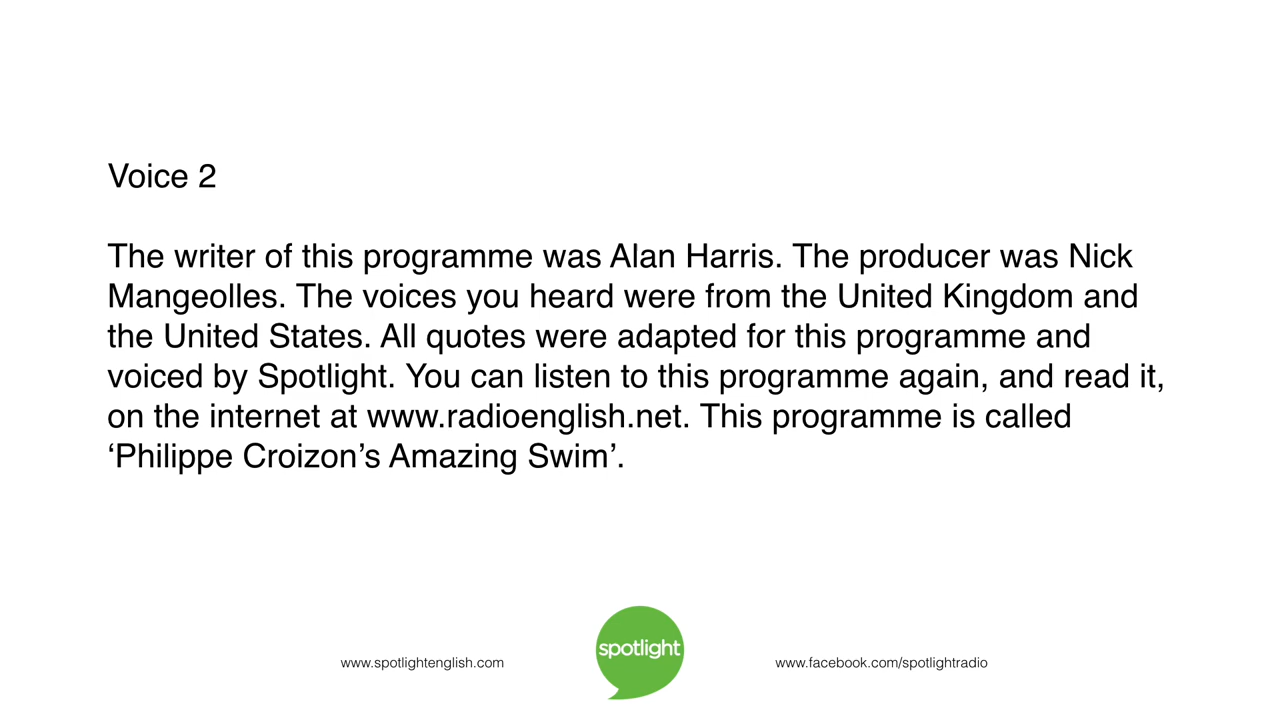 Voice 2
The writer of this programme was Alan Harris. The producer was Nick
Mangeolles. The voices you heard were from the United Kingdom and
the United States. All quotes were adapted for this programme and
voiced by Spotlight. You can listen to this programme again, and read it,
on the internet at www.radioenglish.net. This programme is called
‘Philippe Croizon’s Amazing Swim’.
www.spotlightenglish.com
spotlight
www.facebook.com/spotlightradio